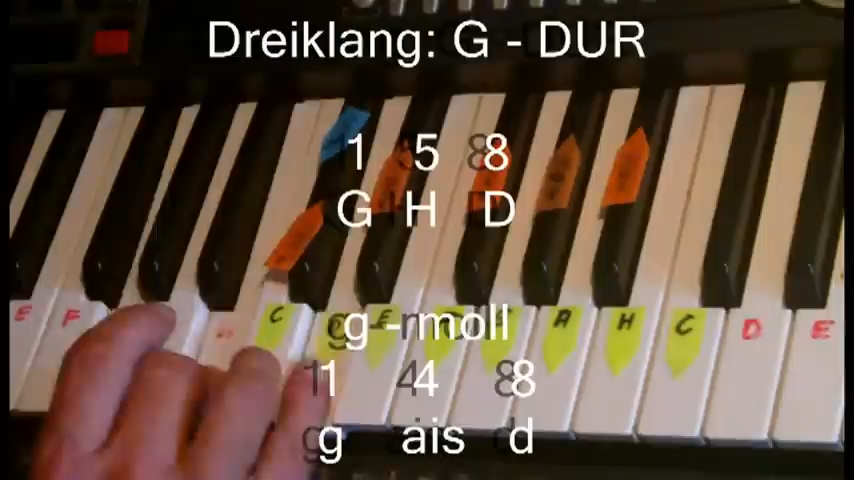 Dreiklang: G - DUR
1 5 8
G H D
E F C D E A H C D E
g - moll
1 4 8
g ais d